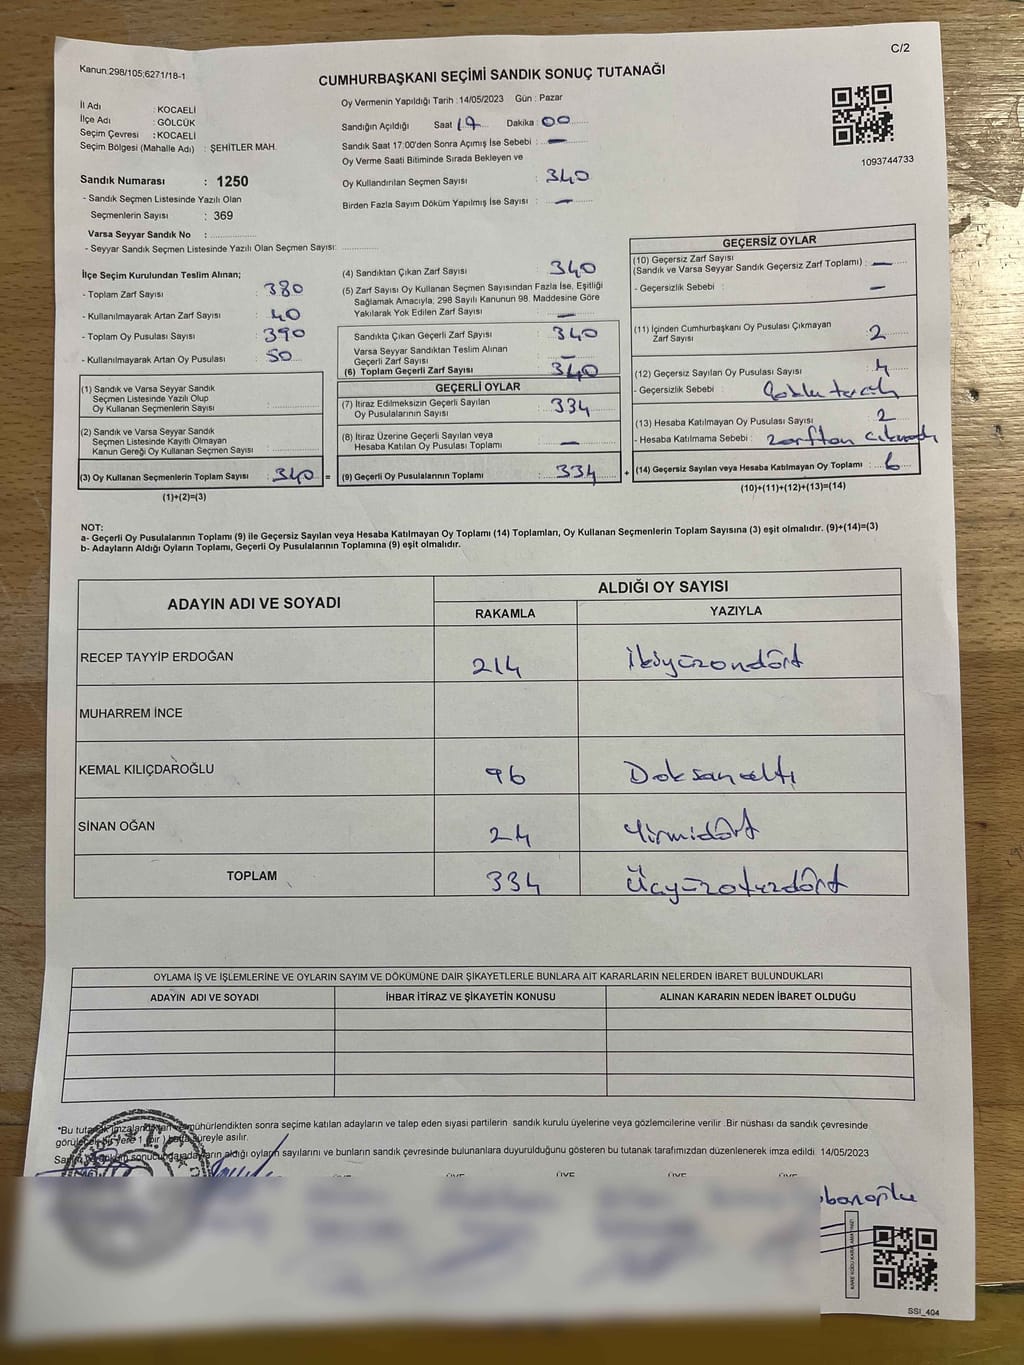 C/2
Kanun:298/105;6271/18-1
CUMHURBAŞKANI SEÇİMİ SANDIK SONUÇ TUTANAĞI
İl Adı : KOCAELİ
İlçe Adı : GÖLCÜK
Seçim Çevresi : KOCAELİ
Seçim Bölgesi (Mahalle Adı) : ŞEHİTLER MAH.
Sandık Numarası : 1250
- Sandık Seçmen Listesinde Yazılı Olan
Seçmenlerin Sayısı : 369
Varsa Seyyar Sandık No :
- Seyyar Sandık Seçmen Listesinde Yazılı Olan Seçmen Sayısı:
Oy Vermenin Yapıldığı Tarih :14/05/2023 Gün : Pazar
Sandığın Açıldığı Saat 17 Dakika 00
Sandık Saat 17:00'den Sonra Açımış İse Sebebi : —
Oy Verme Saati Bitiminde Sırada Bekleyen ve
Oy Kullandırılan Seçmen Sayısı : 340
Birden Fazla Sayım Döküm Yapılmış İse Sayısı : —
1093744733
İlçe Seçim Kurulundan Teslim Alınan;
- Toplam Zarf Sayısı : 380
- Kullanılmayarak Artan Zarf Sayısı : 40
- Toplam Oy Pusulası Sayısı : 390
- Kullanılmayarak Artan Oy Pusulası : 50
(1) Sandık ve Varsa Seyyar Sandık
Seçmen Listesinde Yazılı Olup
Oy Kullanan Seçmenlerin Sayısı :
(2) Sandık ve Varsa Seyyar Sandık
Seçmen Listesinde Kayıtlı Olmayan
Kanun Gereği Oy Kullanan Seçmen Sayısı :
(3) Oy Kullanan Seçmenlerin Toplam Sayısı : 340 =
(1)+(2)=(3)
(4) Sandıktan Çıkan Zarf Sayısı : 340
(5) Zarf Sayısı Oy Kullanan Seçmen Sayısından Fazla İse, Eşitliği
Sağlamak Amacıyla, 298 Sayılı Kanunun 98. Maddesine Göre
Yakılarak Yok Edilen Zarf Sayısı : —
Sandıkta Çıkan Geçerli Zarf Sayısı : 340
Varsa Seyyar Sandıktan Teslim Alınan
Geçerli Zarf Sayısı : —
(6) Toplam Geçerli Zarf Sayısı : 340
GEÇERLİ OYLAR
(7) İtiraz Edilmeksizin Geçerli Sayılan
Oy Pusulalarının Sayısı : 334
(8) İtiraz Üzerine Geçerli Sayılan veya
Hesaba Katılan Oy Pusulası Toplamı : —
(9) Geçerli Oy Pusulalarının Toplamı : 334 +
GEÇERSİZ OYLAR
(10) Geçersiz Zarf Sayısı
(Sandık ve Varsa Seyyar Sandık Geçersiz Zarf Toplamı) : —
- Geçersizlik Sebebi : —
(11) İçinden Cumhurbaşkanı Oy Pusulası Çıkmayan
Zarf Sayısı : 2
(12) Geçersiz Sayılan Oy Pusulası Sayısı : 4
- Geçersizlik Sebebi :
(13) Hesaba Katılmayan Oy Pusulası Sayısı : 2
- Hesaba Katılmama Sebebi : zarftan çıkmadı
(14) Geçersiz Sayılan veya Hesaba Katılmayan Oy Toplamı : 6
(10)+(11)+(12)+(13)=(14)
NOT:
a- Geçerli Oy Pusulalarının Toplamı (9) ile Geçersiz Sayılan veya Hesaba Katılmayan Oy Toplamı (14) Toplamları, Oy Kullanan Seçmenlerin Toplam Sayısına (3) eşit olmalıdır. (9)+(14)=(3)
b- Adayların Aldığı Oyların Toplamı, Geçerli Oy Pusulalarının Toplamına (9) eşit olmalıdır.
ADAYIN ADI VE SOYADI
ALDIĞI OY SAYISI
RAKAMLA YAZIYLA
RECEP TAYYİP ERDOĞAN 214 ikiyüzondört
MUHARREM İNCE
KEMAL KILIÇDAROĞLU 96 Doksanaltı
SİNAN OĞAN 24 Yirmidört
TOPLAM 334 Üçyüzotuzdört
OYLAMA İŞ VE İŞLEMLERİNE VE OYLARIN SAYIM VE DÖKÜMÜNE DAİR ŞİKAYETLERLE BUNLARA AİT KARARLARIN NELERDEN İBARET BULUNDUKLARI
ADAYIN ADI VE SOYADI İHBAR İTİRAZ VE ŞİKAYETİN KONUSU ALINAN KARARIN NEDEN İBARET OLDUĞU
*Bu tutanak imzalandıktan ve mühürlendikten sonra seçime katılan adayların ve talep eden siyasi partilerin sandık kurulu üyelerine veya gözlemcilerine verilir .Bir nüshası da sandık çevresinde
görülebilir bir yere 1 (bir ) hafta süreyle asılır.
sonucunda adayların aldığı oyların sayılarını ve bunların sandık çevresinde bulunanlara duyurulduğunu gösteren bu tutanak tarafımızdan düzenlenerek imza edildi. 14/05/2023
ÜYE ÜYE ÜYE ÜYE
SSİ_404